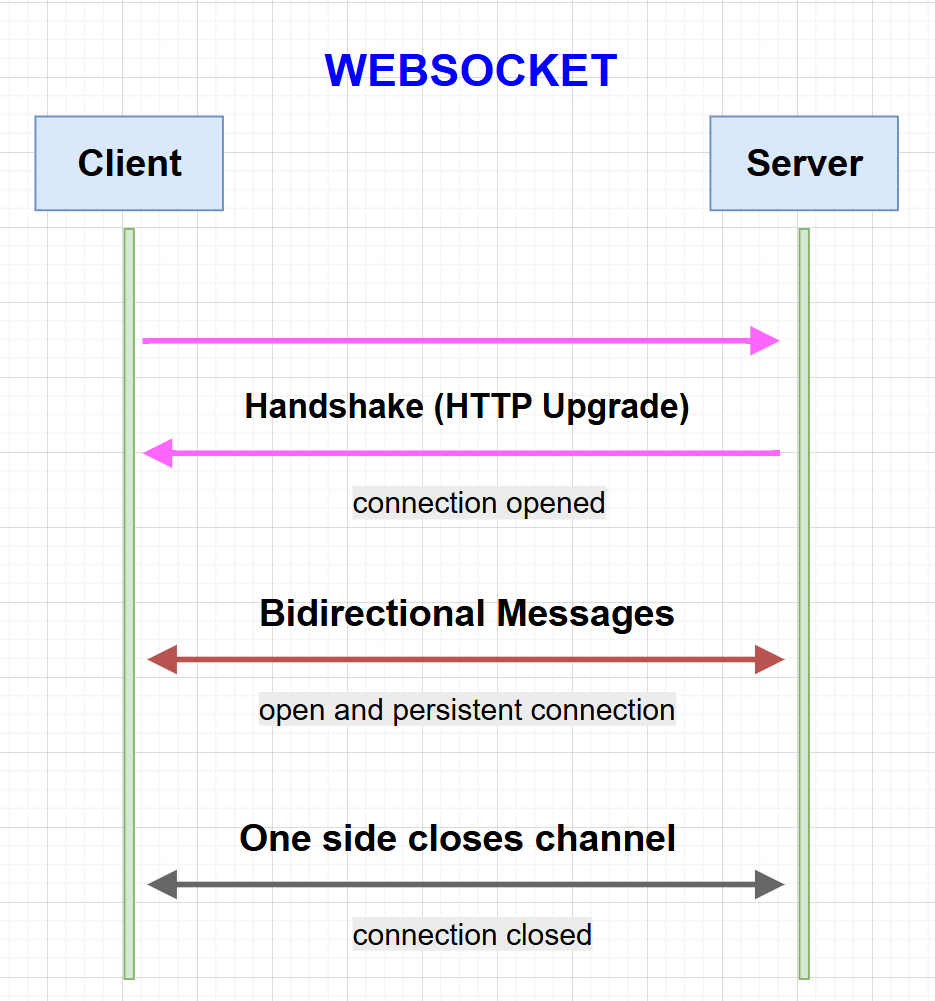 WEBSOCKET
Client
Server
Handshake (HTTP Upgrade)
connection opened
Bidirectional Messages
open and persistent connection
One side closes channel
connection closed